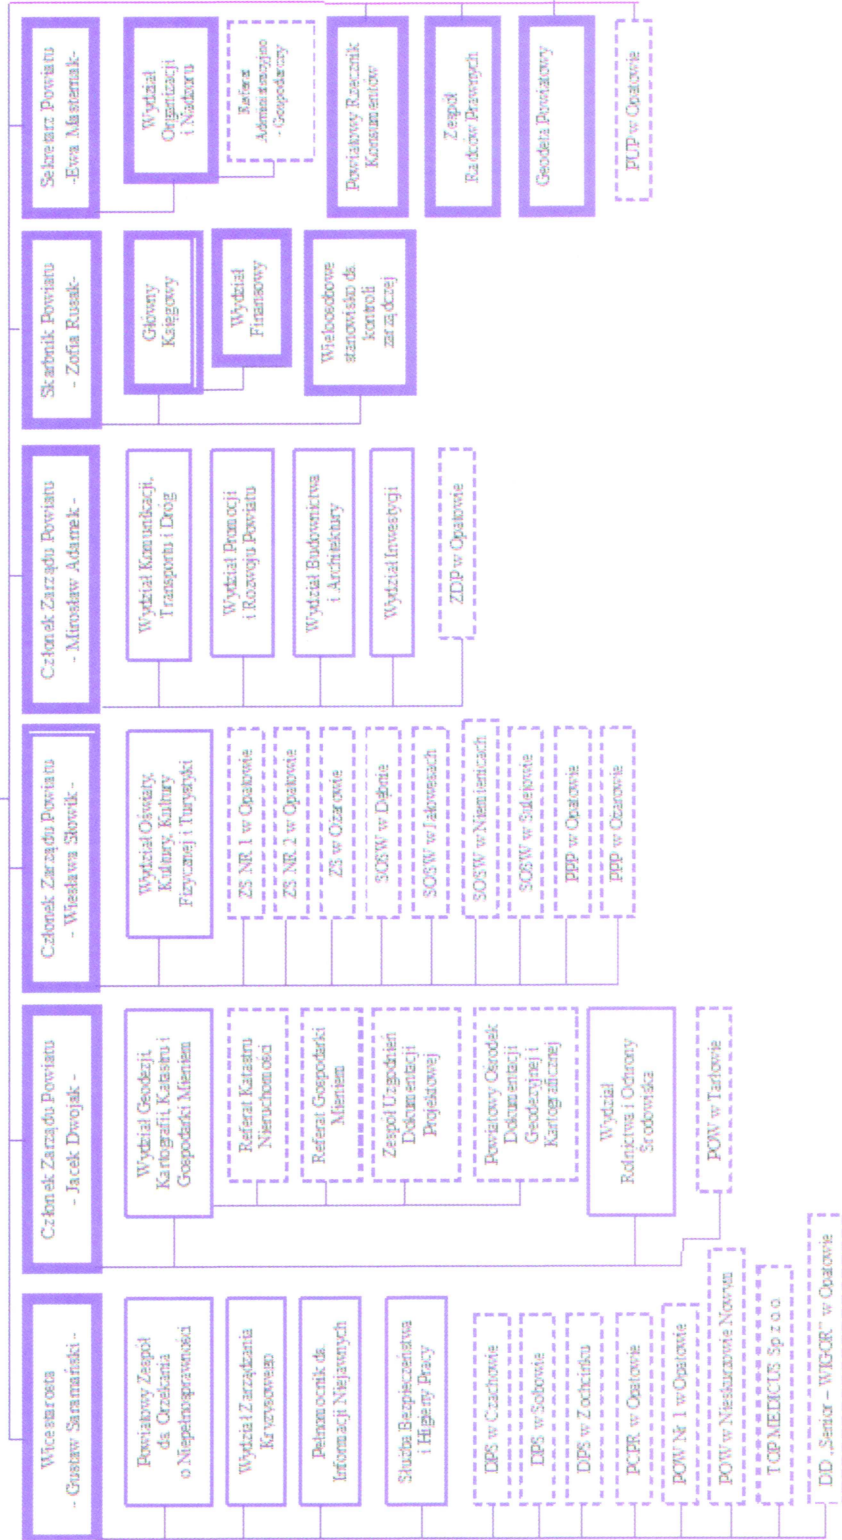 Wicestarosta
- Gustaw Saramański -
Powiatowy Zespół
ds. Orzekania
o Niepełnosprawności
Wydział Zarządzania
Kryzysowego
Pełnomocnik ds.
Informacji Niejawnych
Służba Bezpieczeństwa
i Higieny Pracy
DPS w Czachowie
DPS w Sobowie
DPS w Zochcinku
PCPR w Opatowie
POW Nr 1 w Opatowie
POW w Nieskurzowie Nowym
TOP MEDICUS Sp. z o.o.
DD „Senior – WIGOR” w Opatowie
Członek Zarządu Powiatu
- Jacek Dwojak -
Wydział Geodezji,
Kartografii, Katastru i
Gospodarki Mieniem
Referat Katastru
Nieruchomości
Referat Gospodarki
Mieniem
Zespół Uzgodnień
Dokumentacji
Projektowej
Powiatowy Ośrodek
Dokumentacji
Geodezyjnej i
Kartograficznej
Wydział
Rolnictwa i Ochrony
Środowiska
POW w Tarłowie
Członek Zarządu Powiatu
- Wiesława Słowik -
Wydział Oświaty,
Kultury, Kultury
Fizycznej i Turystyki
ZS NR 1 w Opatowie
ZS NR 2 w Opatowie
ZS w Ożarowie
SOSW w Dębnie
SOSW w Jałowęsach
SOSW w Niemienicach
SOSW w Sulejowie
PPP w Opatowie
PPP w Ożarowie
Członek Zarządu Powiatu
- Mirosław Adamek -
Wydział Komunikacji,
Transportu i Dróg
Wydział Promocji
i Rozwoju Powiatu
Wydział Budownictwa
i Architektury
Wydział Inwestycji
ZDP w Opatowie
Skarbnik Powiatu
- Zofia Rusak-
Główny
Księgowy
Wydział
Finansowy
Wieloosobowe
stanowisko ds.
kontroli
zarządczej
Sekretarz Powiatu
-Ewa Masternak-
Wydział
Organizacji
i Nadzoru
Referat
Administracyjno
- Gospodarczy
Powiatowy Rzecznik
Konsumentów
Zespół
Radców Prawnych
Geodeta Powiatowy
PUP w Opatowie